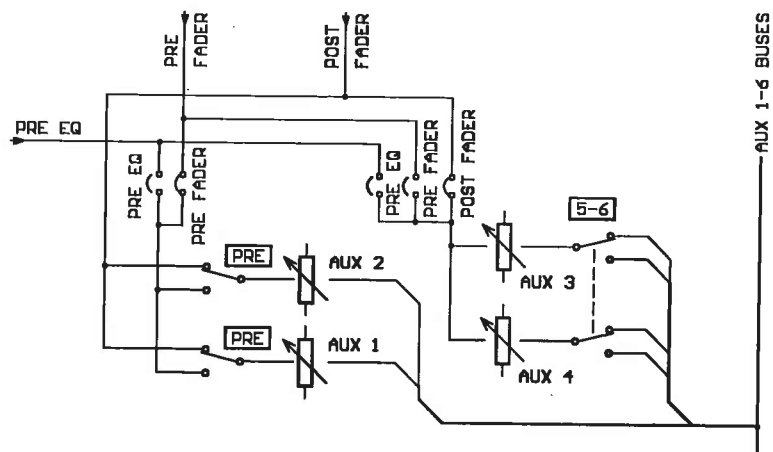 PRE
FADER
POST
FADER
PRE EQ
PRE EQ
PRE FADER
PRE EQ
PRE FADER
POST FADER
AUX 1-6 BUSES
5-6
PRE
AUX 2
AUX 3
PRE
AUX 1
AUX 4